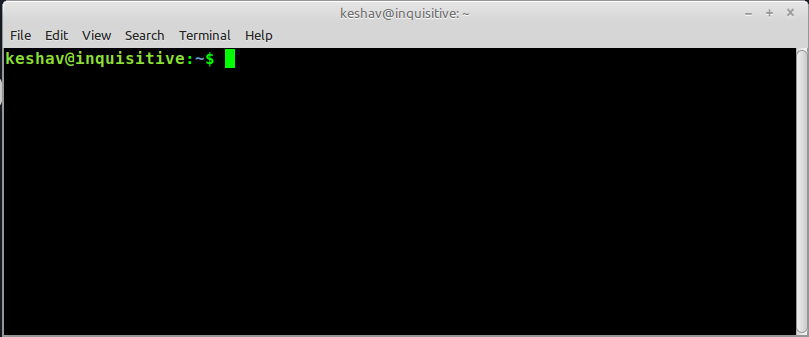 keshav@inquisitive: ~
File Edit View Search Terminal Help
keshav@inquisitive:~$